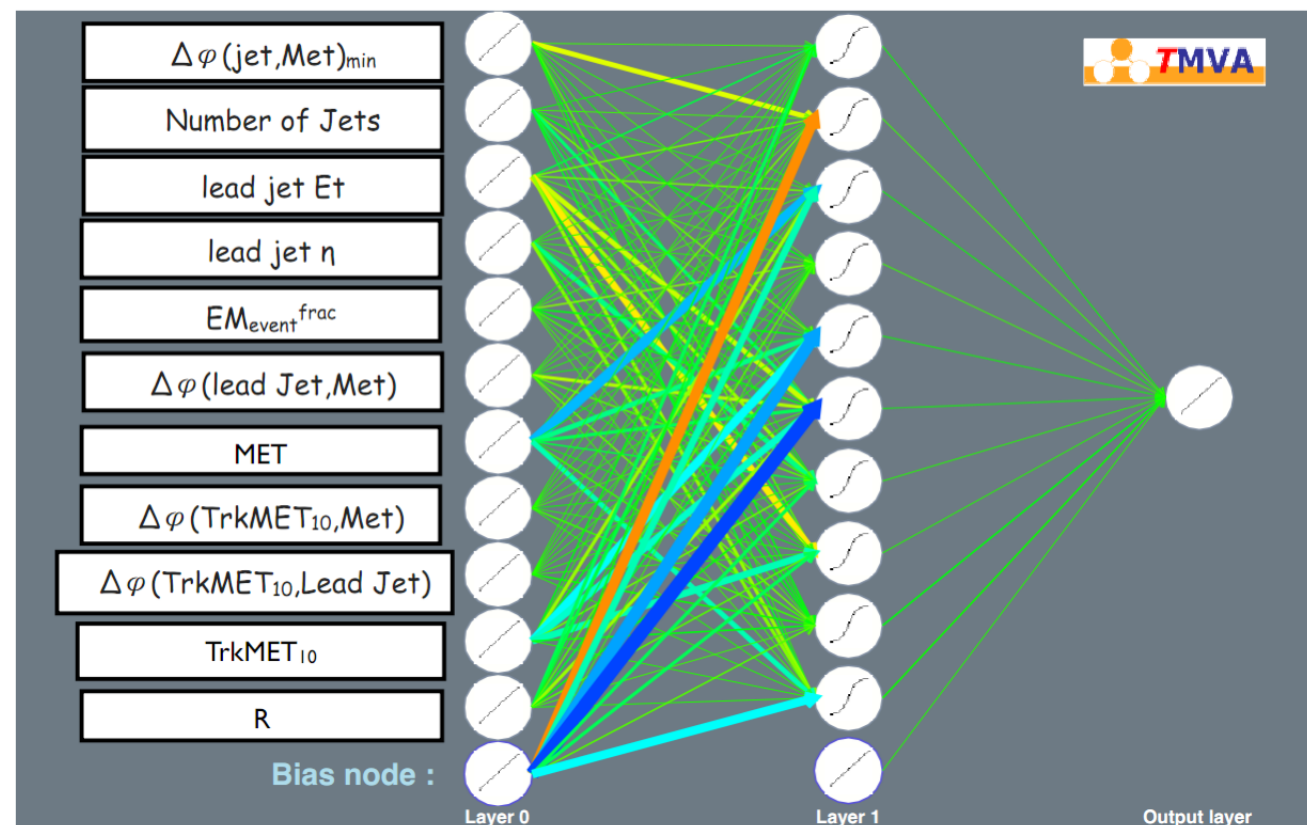 Δφ(jet,Met)min
TMVA
Number of Jets
lead jet Et
lead jet η
EMevent^frac
Δφ(lead Jet,Met)
MET
Δφ(TrkMET10,Met)
Δφ(TrkMET10,Lead Jet)
TrkMET10
R
Bias node :
Layer 0
Layer 1
Output layer